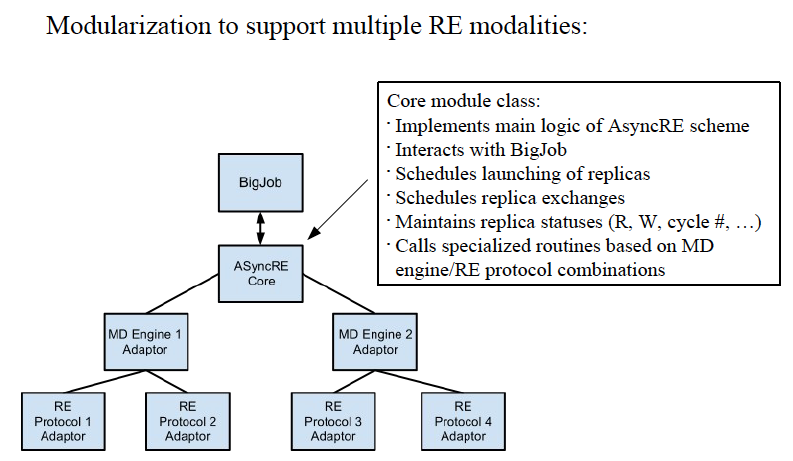 Modularization to support multiple RE modalities:
Core module class:
· Implements main logic of AsyncRE scheme
· Interacts with BigJob
· Schedules launching of replicas
· Schedules replica exchanges
· Maintains replica statuses (R, W, cycle #, …)
· Calls specialized routines based on MD
engine/RE protocol combinations
BigJob
ASyncRE
Core
MD Engine 1
Adaptor
MD Engine 2
Adaptor
RE
Protocol 1
Adaptor
RE
Protocol 2
Adaptor
RE
Protocol 3
Adaptor
RE
Protocol 4
Adaptor